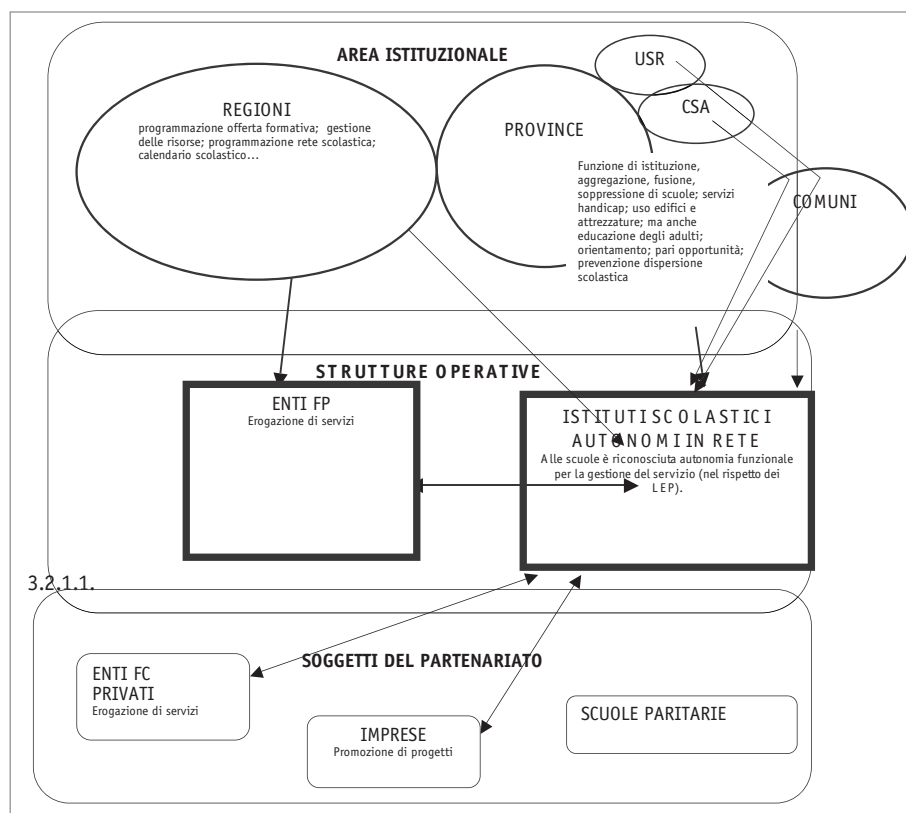 AREA ISTITUZIONALE
USR
CSA
REGIONI
programmazione offerta formativa; gestione
delle risorse; programmazione rete scolastica;
calendario scolastico...
PROVINCE
Funzione di istituzione,
aggregazione, fusione,
soppressione di scuole; servizi
handicap; uso edifici e
attrezzature; ma anche
educazione degli adulti;
orientamento; pari opportunità;
prevenzione dispersione
scolastica
COMUNI
STRUTTURE OPERATIVE
ENTI FP
Erogazione di servizi
ISTITUTI SCOLASTICI
AUTONOMI IN RETE
Alle scuole è riconosciuta autonomia funzionale
per la gestione del servizio (nel rispetto dei
LEP).
3.2.1.1.
SOGGETTI DEL PARTENARIATO
ENTI FC
PRIVATI
Erogazione di servizi
IMPRESE
Promozione di progetti
SCUOLE PARITARIE